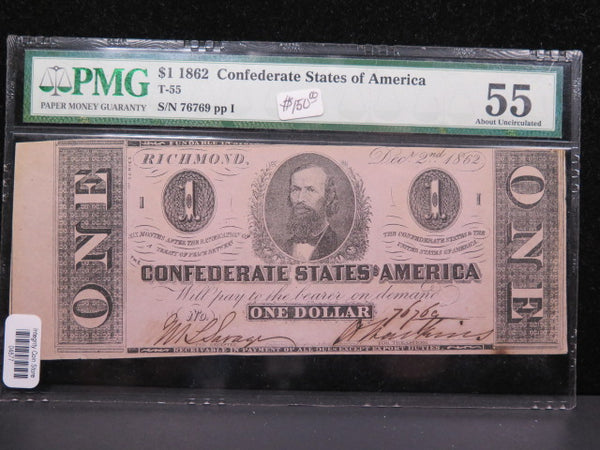 PMG
PAPER MONEY GUARANTY
$1 1862 Confederate States of America
T-55
S/N 76769 pp I
$150.00
55
About Uncirculated
RICHMOND,
Decr. 2nd 1862
ONE
1
1
ONE
I
I
SIX MONTHS AFTER THE RATIFICATION OF
A TREATY OF PEACE BETWEEN
THE CONFEDERATE STATES & THE
UNITED STATES OF AMERICA
THE
CONFEDERATE STATES OF AMERICA
Will pay to the bearer on demand
ONE DOLLAR
No.
76769
RECEIVABLE IN PAYMENT OF ALL DUES EXCEPT EXPORT DUTIES.
Integrity Coin Store